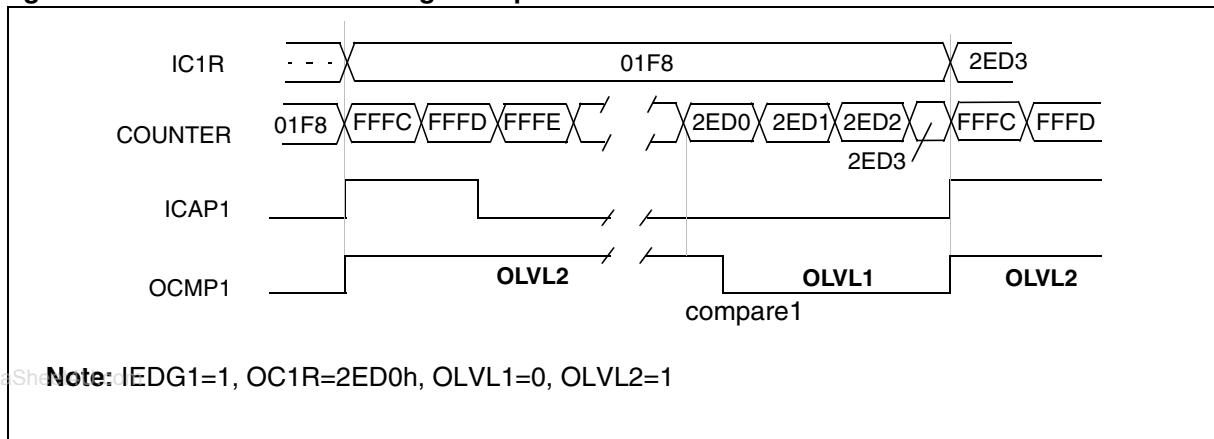 IC1R
- - -
01F8
2ED3
COUNTER
01F8
FFFC
FFFD
FFFE
2ED0
2ED1
2ED2
2ED3
FFFC
FFFD
ICAP1
OCMP1
OLVL2
OLVL1
OLVL2
compare1
Note: IEDG1=1, OC1R=2ED0h, OLVL1=0, OLVL2=1